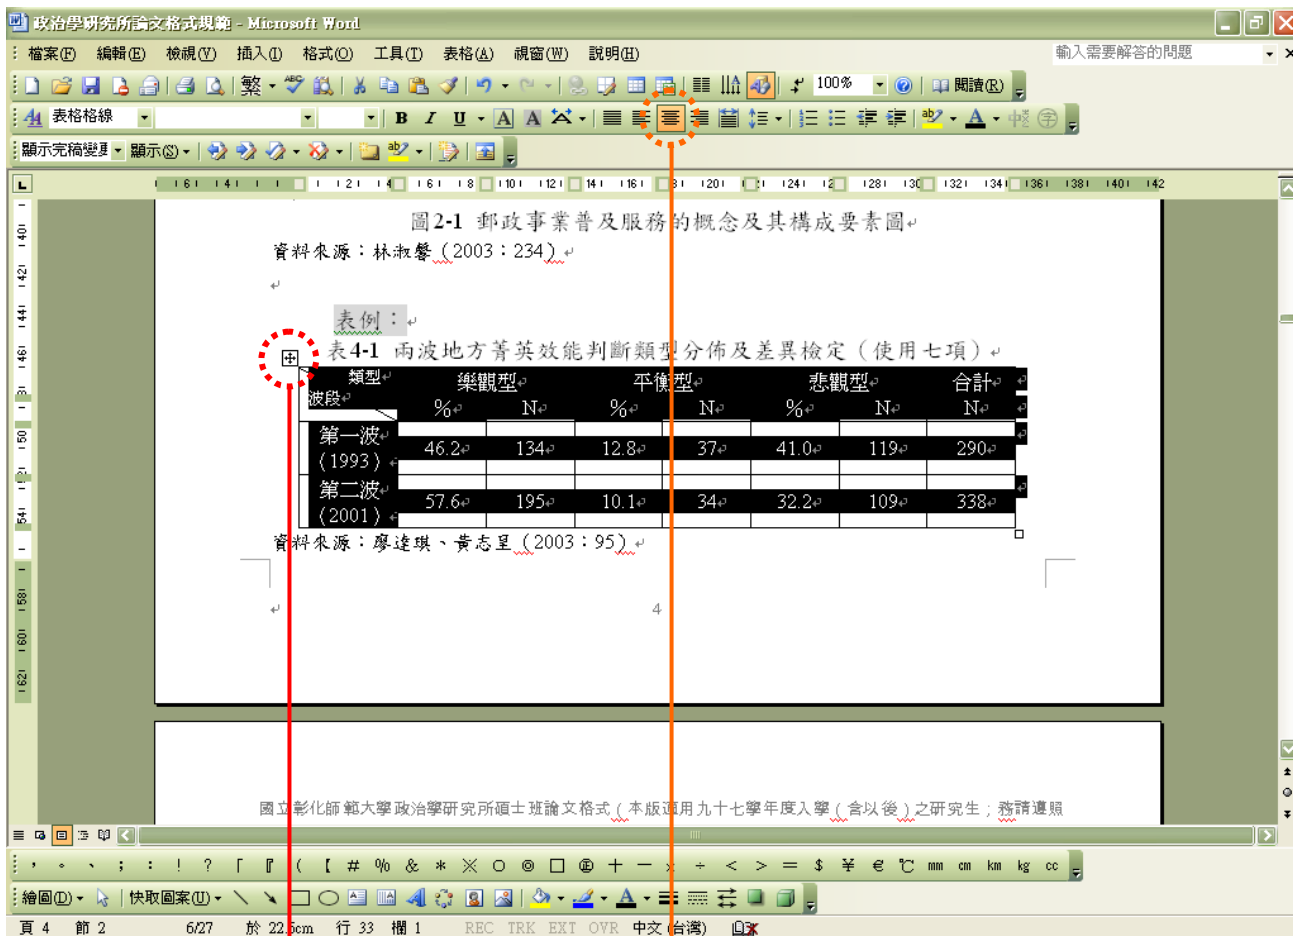 政治學研究所論文格式規範 - Microsoft Word
檔案(F) 編輯(E) 檢視(V) 插入(I) 格式(O) 工具(T) 表格(A) 視窗(W) 說明(H) 輸入需要解答的問題
繁 100% 閱讀(R)
表格格線 B I U A A A
顯示完稿變更 顯示(S)
圖2-1 郵政事業普及服務的概念及其構成要素圖
資料來源：林淑馨（2003：234）
表例：
表4-1 兩波地方菁英效能判斷類型分佈及差異檢定（使用七項）
類型 樂觀型 平衡型 悲觀型 合計
波段 % N % N % N N
第一波 46.2 134 12.8 37 41.0 119 290
（1993）
第二波 57.6 195 10.1 34 32.2 109 338
（2001）
資料來源：廖達琪、黃志呈（2003：95）
4
國立彰化師範大學政治學研究所碩士班論文格式（本版適用九十七學年度入學（含以後）之研究生；務請遵照
， 。 、 ； ： ！ ？ 「 『 （ 【 # % & * ※ ○ ◎ □ ㊣ ＋ － × ÷ ＜ ＞ ＝ $ ¥ € ℃ mm cm km kg cc
繪圖(D) 快取圖案(U)
頁 4 節 2 6/27 於 22.5cm 行 33 欄 1 REC TRK EXT OVR 中文(台灣)